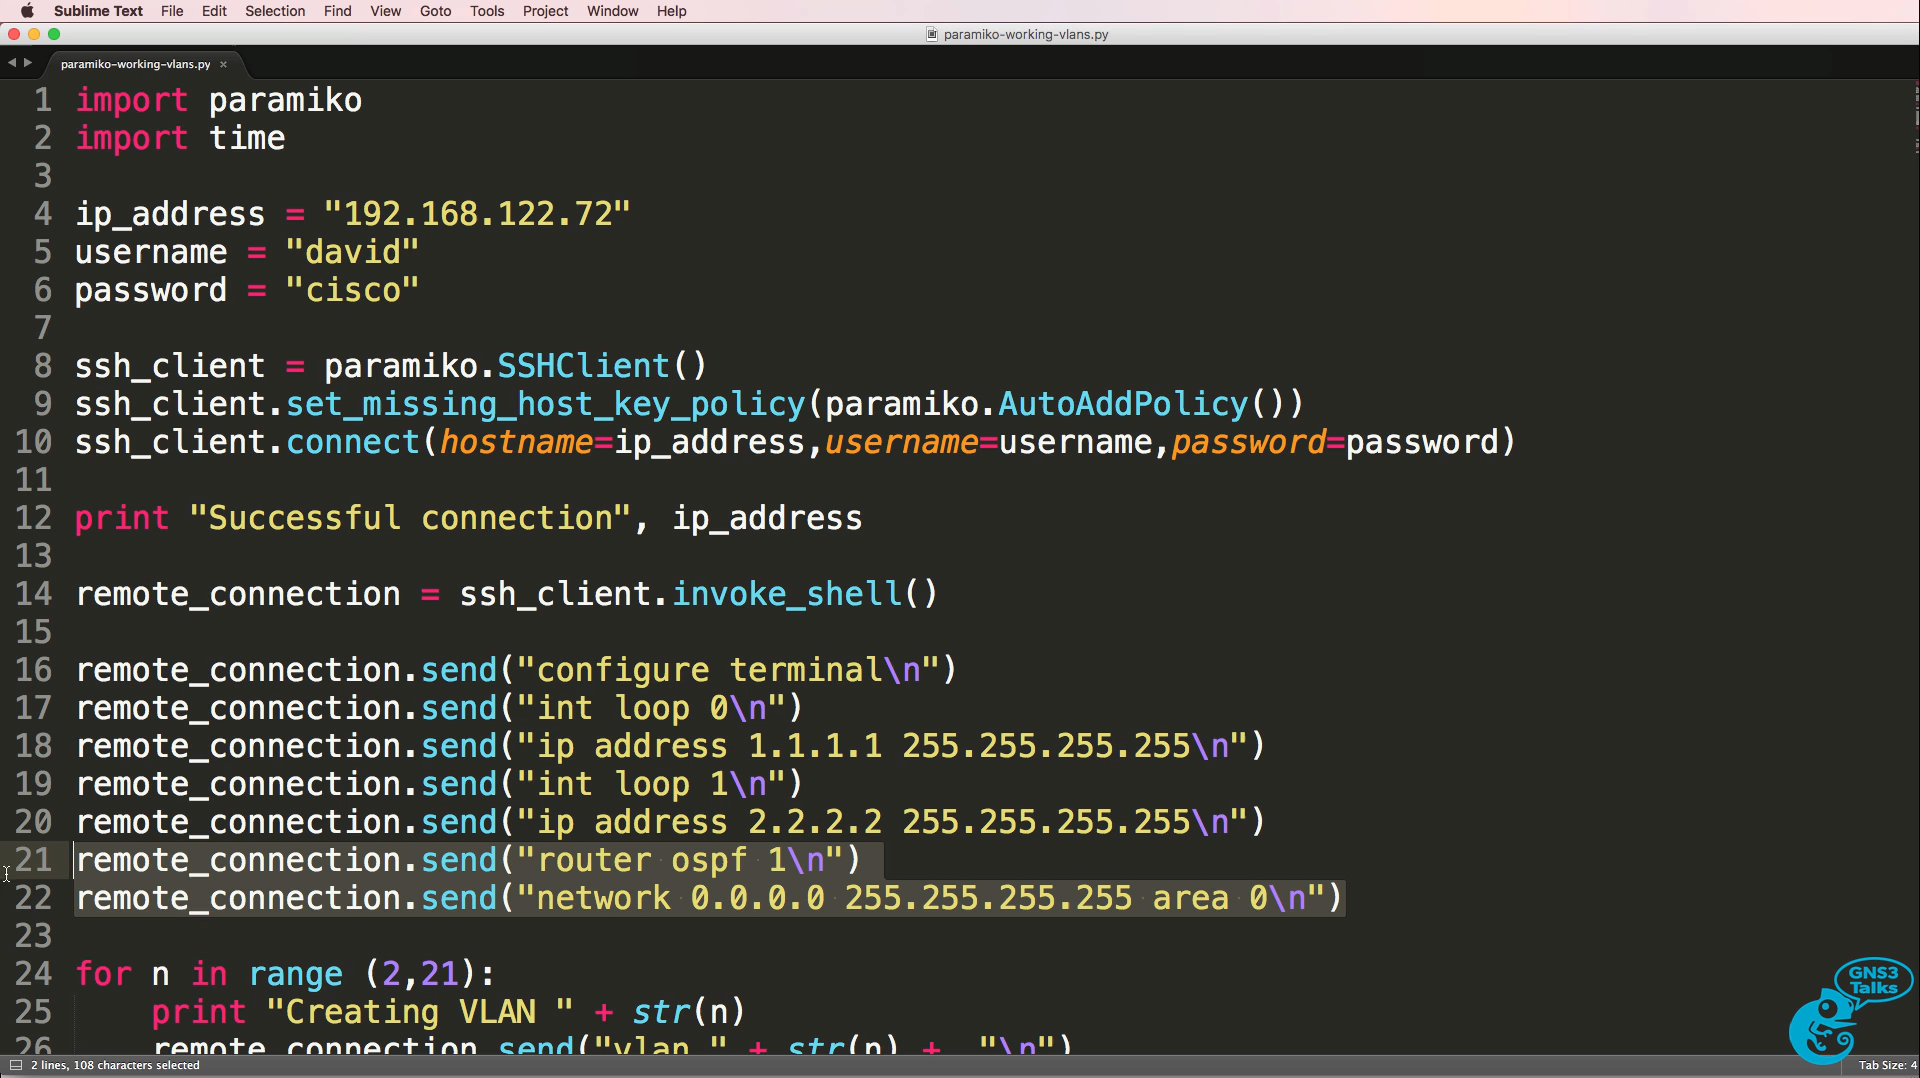 Sublime Text File Edit Selection Find View Goto Tools Project Window Help
paramiko-working-vlans.py
paramiko-working-vlans.py ×
1 import paramiko
2 import time
3
4 ip_address = "192.168.122.72"
5 username = "david"
6 password = "cisco"
7
8 ssh_client = paramiko.SSHClient()
9 ssh_client.set_missing_host_key_policy(paramiko.AutoAddPolicy())
10 ssh_client.connect(hostname=ip_address,username=username,password=password)
11
12 print "Successful connection", ip_address
13
14 remote_connection = ssh_client.invoke_shell()
15
16 remote_connection.send("configure terminal\n")
17 remote_connection.send("int loop 0\n")
18 remote_connection.send("ip address 1.1.1.1 255.255.255.255\n")
19 remote_connection.send("int loop 1\n")
20 remote_connection.send("ip address 2.2.2.2 255.255.255.255\n")
21 remote_connection.send("router ospf 1\n")
22 remote_connection.send("network 0.0.0.0 255.255.255.255 area 0\n")
23
24 for n in range (2,21):
25     print "Creating VLAN " + str(n)
26     remote_connection.send("vlan " + str(n) +  "\n")
GNS3
Talks
2 lines, 108 characters selected
Tab Size: 4